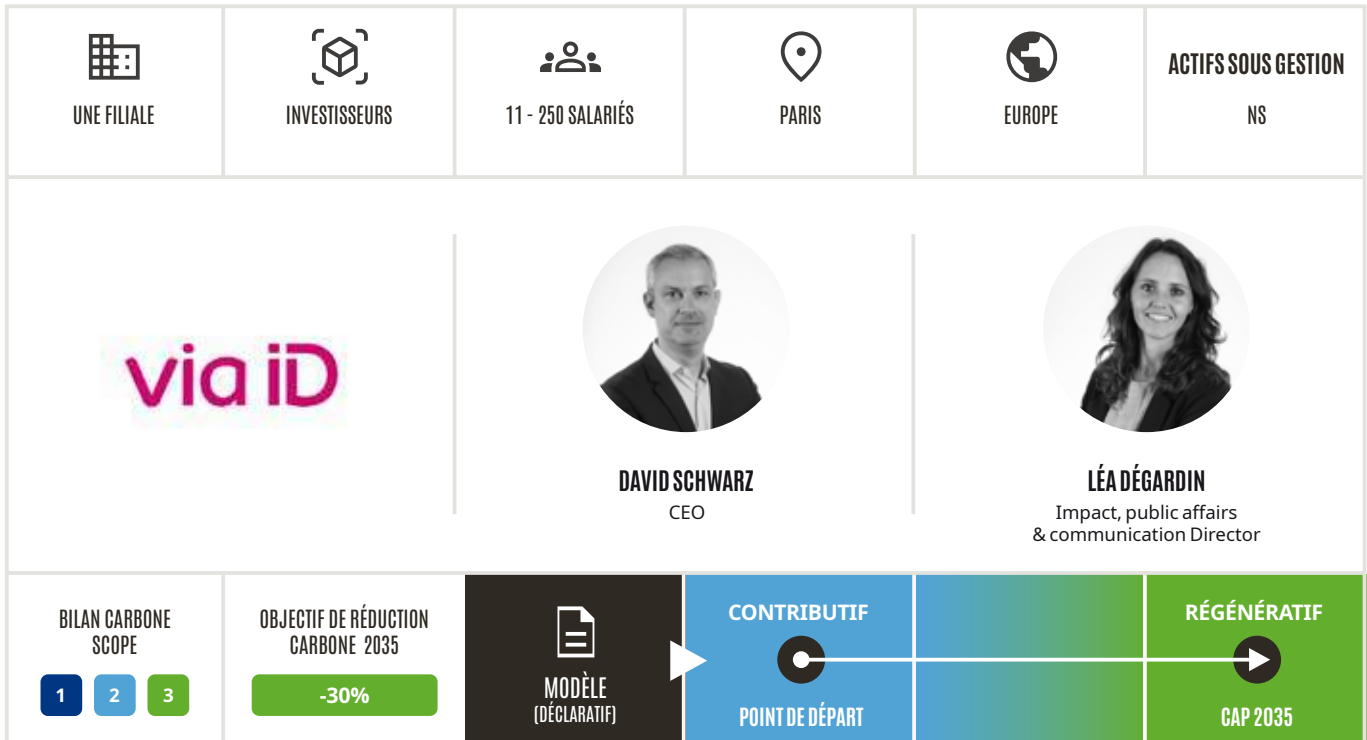 UNE FILIALE
INVESTISSEURS
11 - 250 SALARIÉS
PARIS
EUROPE
ACTIFS SOUS GESTION
NS
via iD
DAVID SCHWARZ
CEO
LÉA DÉGARDIN
Impact, public affairs
& communication Director
BILAN CARBONE
SCOPE
1 2 3
OBJECTIF DE RÉDUCTION
CARBONE 2035
-30%
MODÈLE
(DÉCLARATIF)
CONTRIBUTIF
POINT DE DÉPART
RÉGÉNÉRATIF
CAP 2035